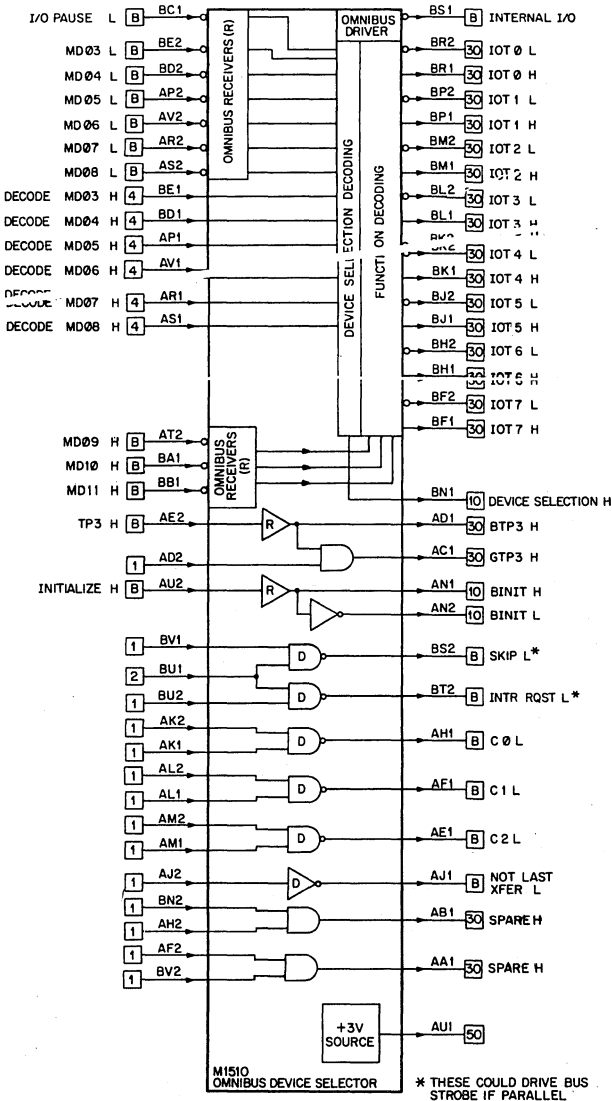 I/O PAUSE L B BC1 OMNIBUS DRIVER BS1 B INTERNAL I/O
MD03 L B BE2 BR2 30 IOT 0 L
MD04 L B BD2 BR1 30 IOT 0 H
MD05 L B AP2 BP2 30 IOT 1 L
MD06 L B AV2 BP1 30 IOT 1 H
MD07 L B AR2 BM2 30 IOT 2 L
MD08 L B AS2 BM1 30 IOT 2 H
OMNIBUS RECEIVERS (R)
DEVICE SELECTION DECODING
FUNCTION DECODING
DECODE MD03 H 4 BE1 BL2 30 IOT 3 L
DECODE MD04 H 4 BD1 BL1 30 IOT 3 H
DECODE MD05 H 4 AP1 BK2 30 IOT 4 L
DECODE MD06 H 4 AV1 BK1 30 IOT 4 H
DECODE MD07 H 4 AR1 BJ2 30 IOT 5 L
DECODE MD08 H 4 AS1 BJ1 30 IOT 5 H
BH2 30 IOT 6 L
BH1 30 IOT 6 H
BF2 30 IOT 7 L
BF1 30 IOT 7 H
MD09 H B AT2
MD10 H B BA1
MD11 H B BB1
OMNIBUS RECEIVERS (R)
BN1 10 DEVICE SELECTION H
TP3 H B AE2 R AD1 30 BTP3 H
1 AD2 AC1 30 GTP3 H
INITIALIZE H B AU2 R AN1 10 BINIT H
AN2 10 BINIT L
1 BV1 D BS2 B SKIP L*
2 BU1
1 BU2 D BT2 B INTR RQST L*
1 AK2
1 AK1 D AH1 B C0 L
1 AL2
1 AL1 D AF1 B C1 L
1 AM2
1 AM1 D AE1 B C2 L
1 AJ2 D AJ1 B NOT LAST XFER L
1 BN2
1 AH2 AB1 30 SPARE H
1 AF2
1 BV2 AA1 30 SPARE H
+3V SOURCE AU1 50
M1510
OMNIBUS DEVICE SELECTOR
* THESE COULD DRIVE BUS
STROBE IF PARALLEL